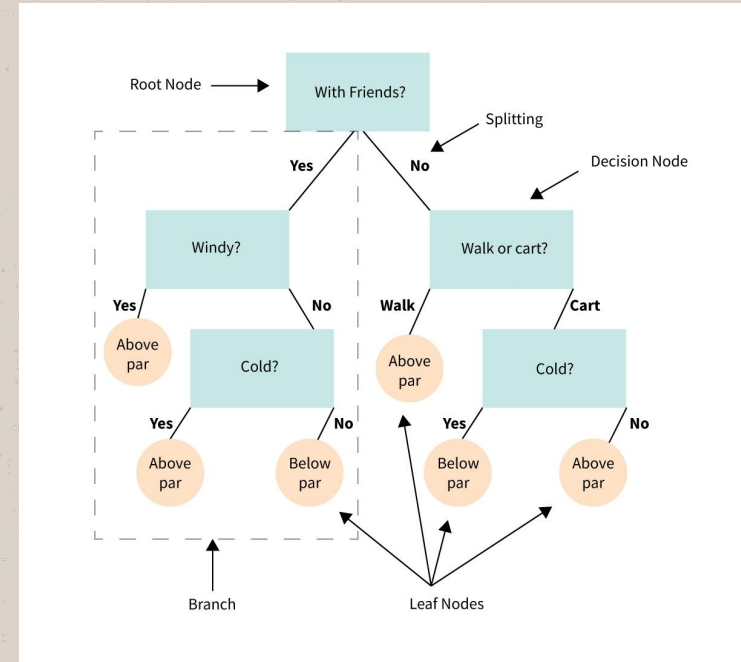 With Friends?
Root Node
Splitting
Decision Node
Yes
No
Windy?
Walk or cart?
Yes
No
Walk
Cart
Above
par
Cold?
Above
par
Cold?
Yes
No
Yes
No
Above
par
Below
par
Below
par
Above
par
Branch
Leaf Nodes